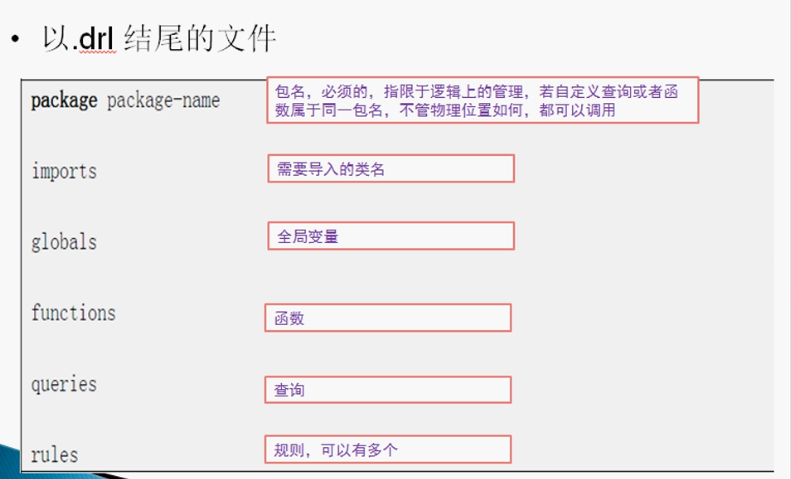 • 以.drl 结尾的文件
package package-name
包名，必须的，指限于逻辑上的管理，若自定义查询或者函
数属于同一包名，不管物理位置如何，都可以调用
imports
需要导入的类名
globals
全局变量
functions
函数
queries
查询
rules
规则，可以有多个